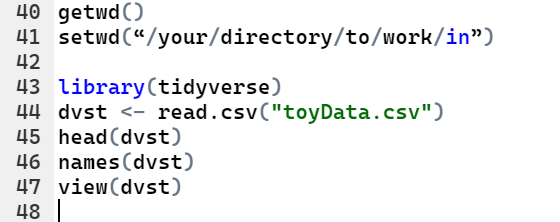 40 getwd()
41 setwd(“/your/directory/to/work/in”)
42
43 library(tidyverse)
44 dvst <- read.csv("toyData.csv")
45 head(dvst)
46 names(dvst)
47 view(dvst)
48